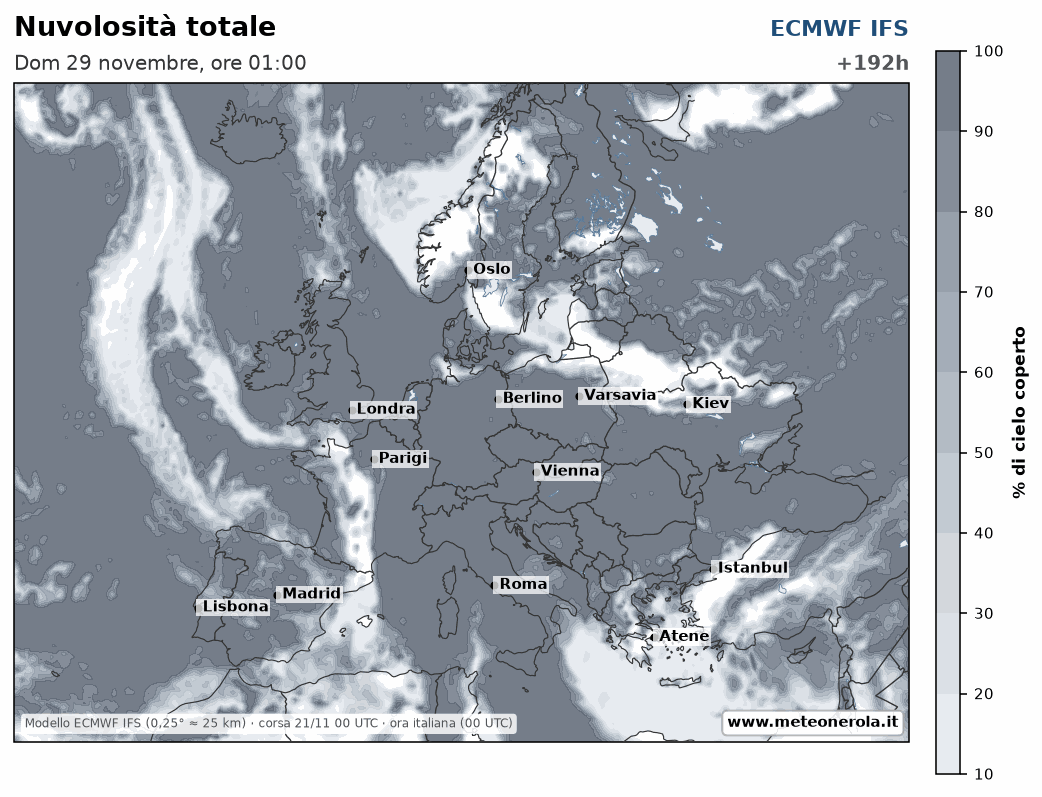 Nuvolosità totale
ECMWF IFS
Dom 29 novembre, ore 01:00
+192h
Oslo
Londra
Berlino
Varsavia
Kiev
Parigi
Vienna
Istanbul
Roma
Madrid
Lisbona
Atene
Modello ECMWF IFS (0,25° ≈ 25 km) · corsa 21/11 00 UTC · ora italiana (00 UTC)
www.meteonerola.it
100
90
80
70
60
50
40
30
20
10
% di cielo coperto